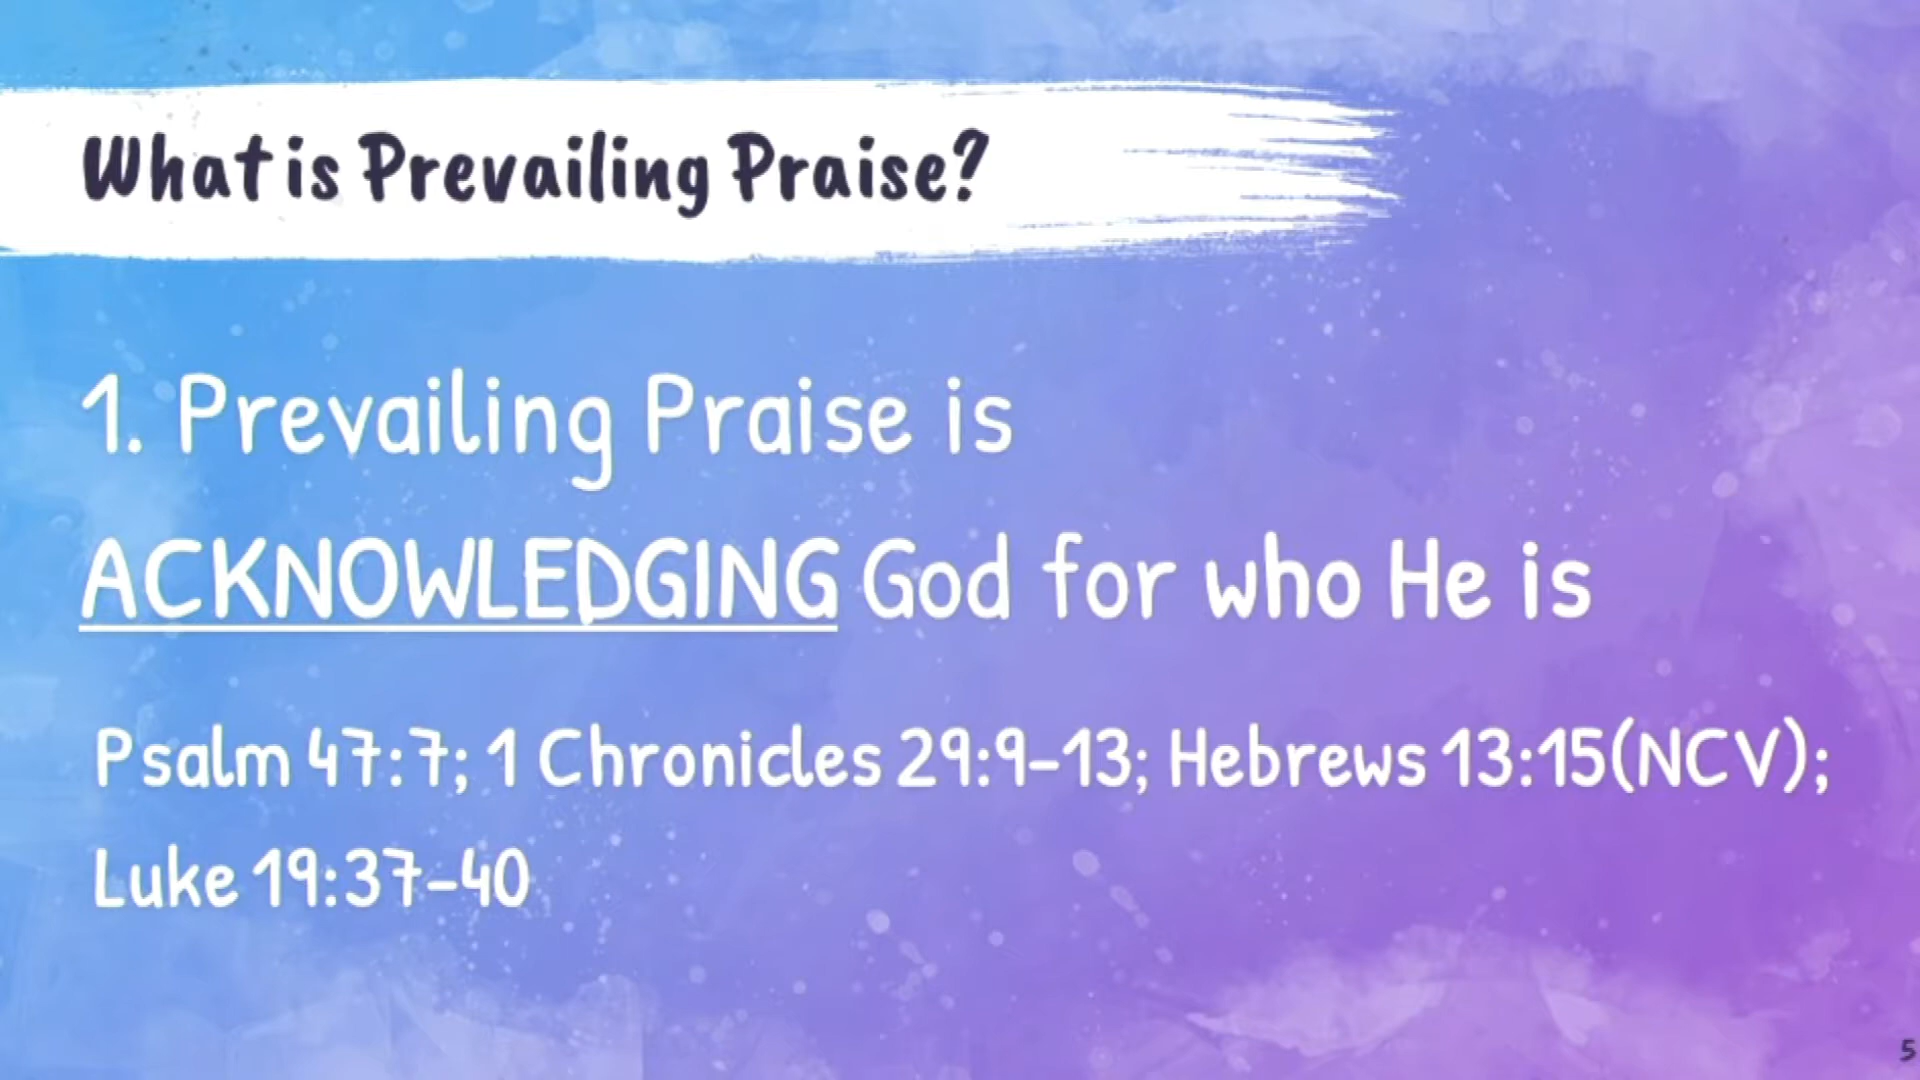 What is Prevailing Praise?
1. Prevailing Praise is
ACKNOWLEDGING God for who He is
Psalm 47:7; 1 Chronicles 29:9-13; Hebrews 13:15(NCV);
Luke 19:37-40
5